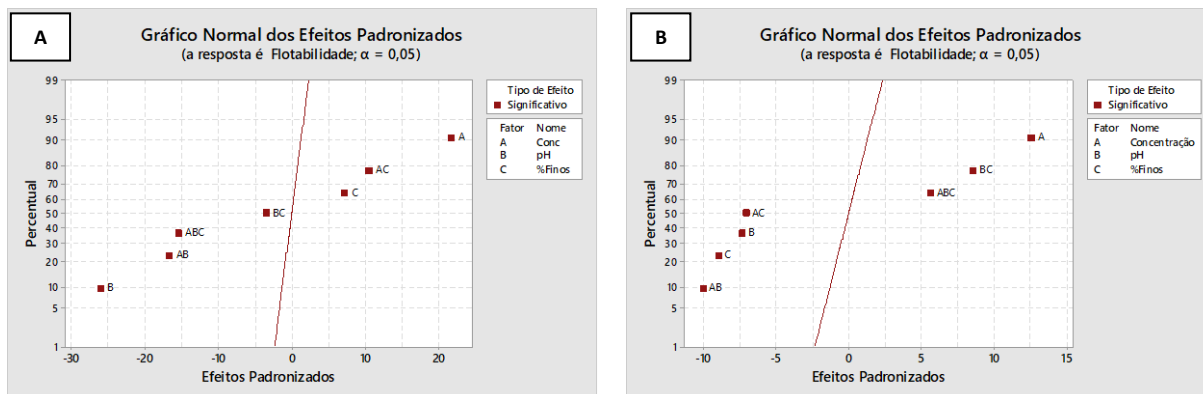 A
Gráfico Normal dos Efeitos Padronizados
(a resposta é Flotabilidade; α = 0,05)
99
95
90
80
70
60
50
40
30
20
10
5
1
Percentual
-30
-20
-10
0
10
20
Efeitos Padronizados
A
AC
C
BC
ABC
AB
B
Tipo de Efeito
Significativo
Fator Nome
A Conc
B pH
C %Finos
B
Gráfico Normal dos Efeitos Padronizados
(a resposta é Flotabilidade; α = 0,05)
99
95
90
80
70
60
50
40
30
20
10
5
1
Percentual
-10
-5
0
5
10
15
Efeitos Padronizados
A
BC
ABC
AC
B
C
AB
Tipo de Efeito
Significativo
Fator Nome
A Concentração
B pH
C %Finos